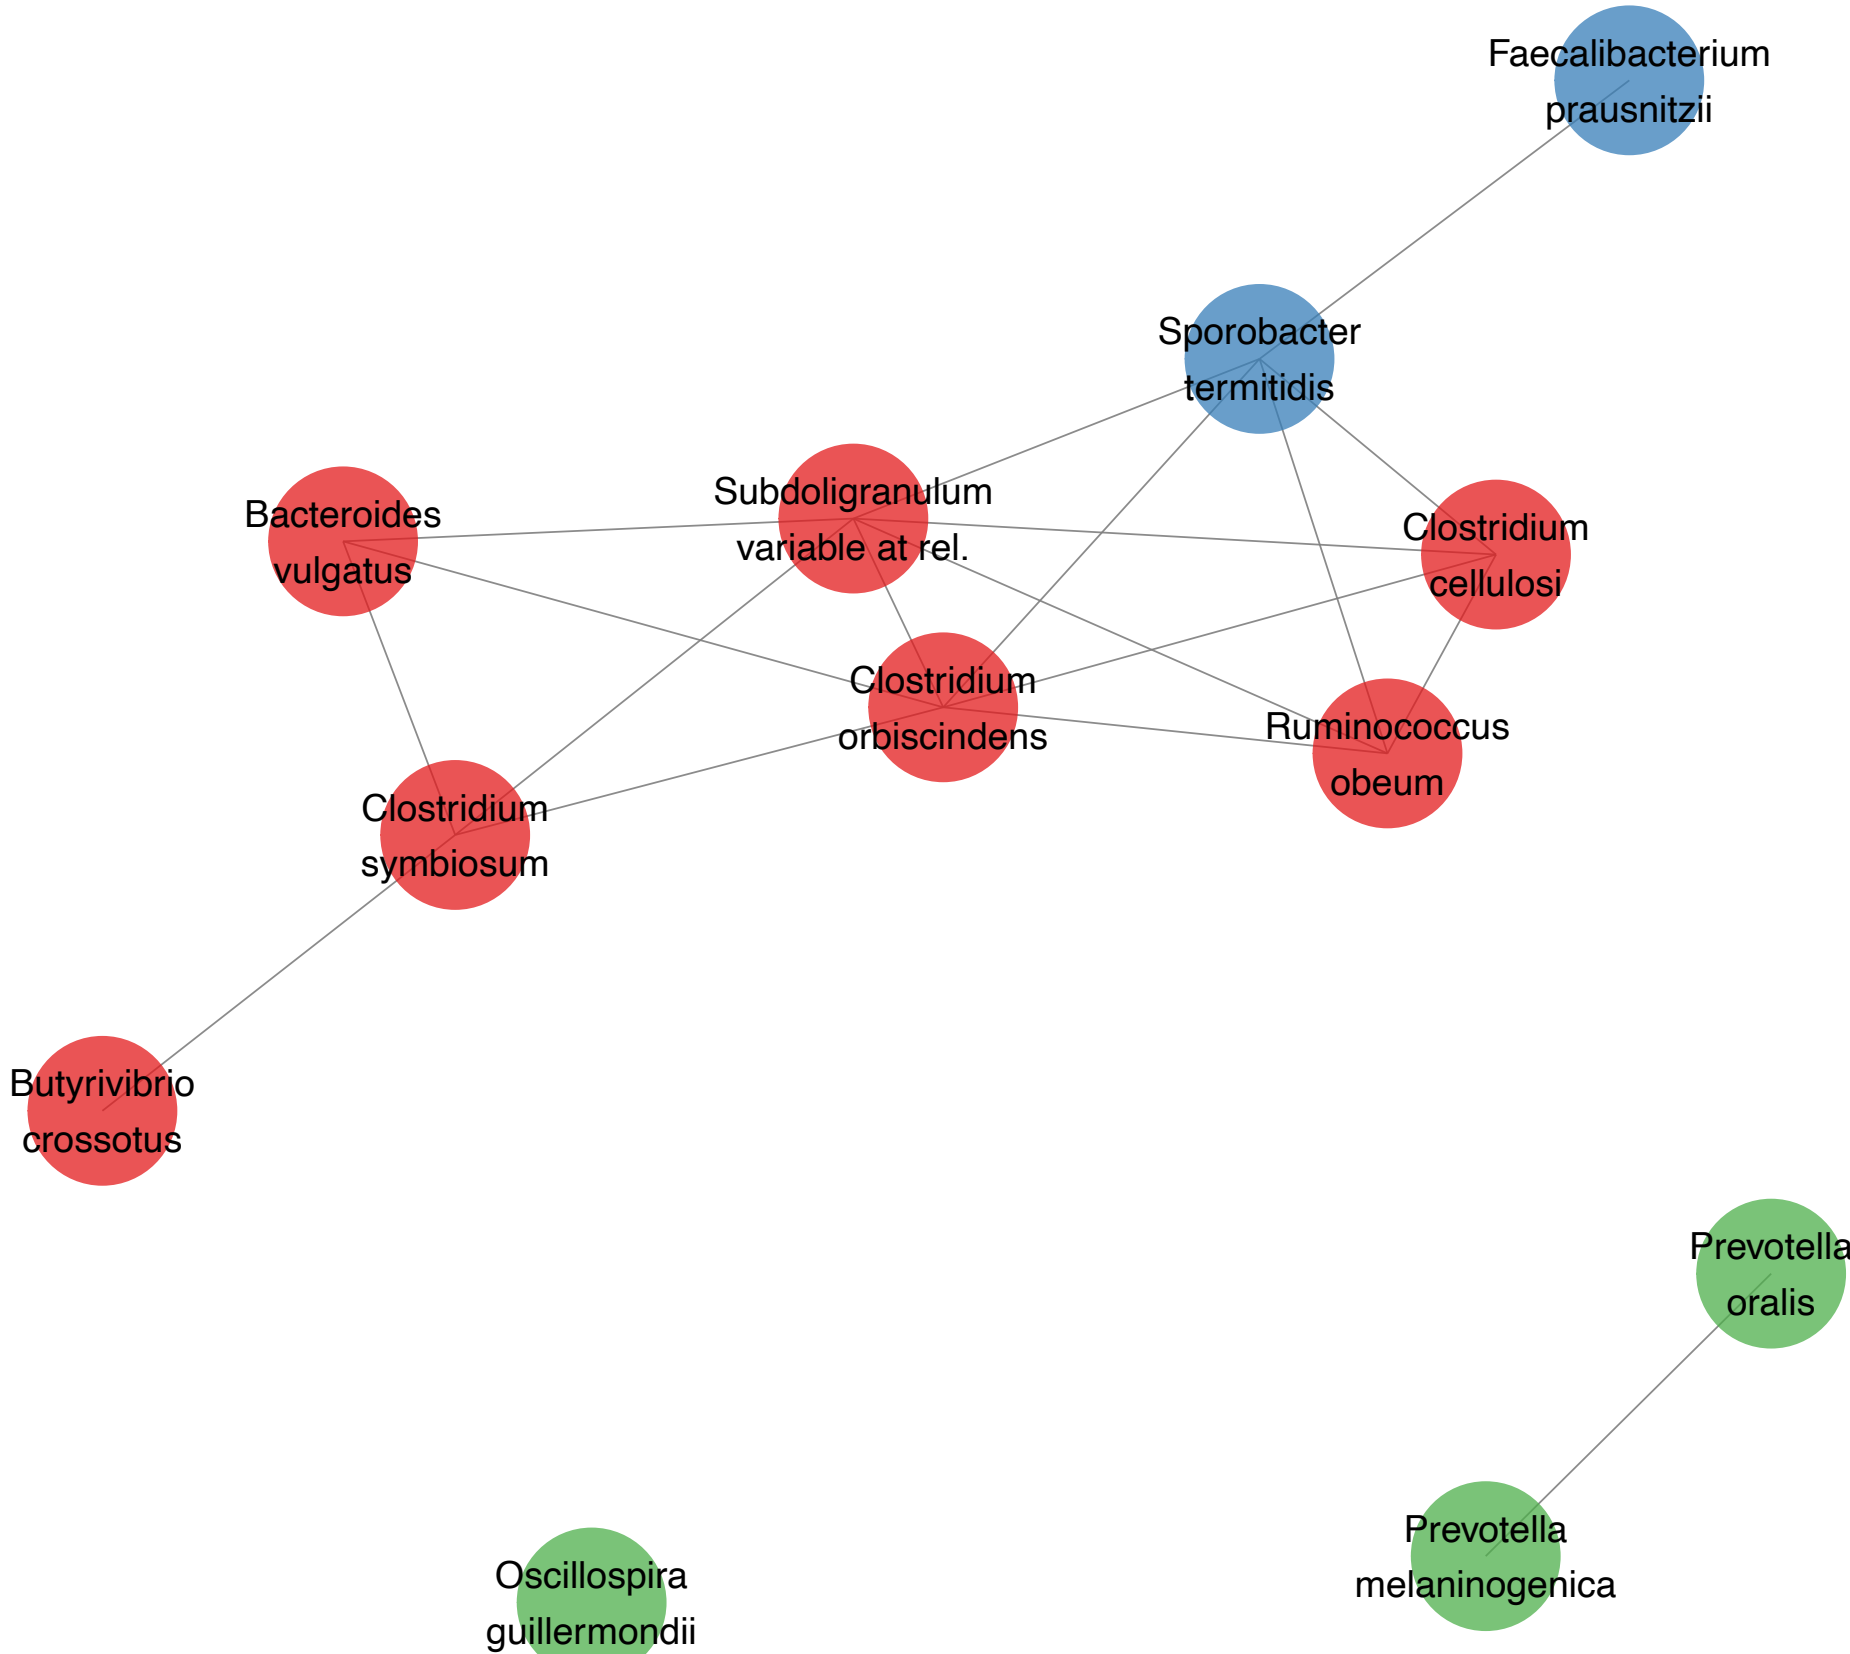 Faecalibacterium
prausnitzii
Sporobacter
termitidis
Bacteroides
vulgatus
Subdoligranulum
variable at rel.
Clostridium
cellulosi
Clostridium
orbiscindens
Ruminococcus
obeum
Clostridium
symbiosum
Butyrivibrio
crossotus
Prevotella
oralis
Prevotella
melaninogenica
Oscillospira
guillermondii